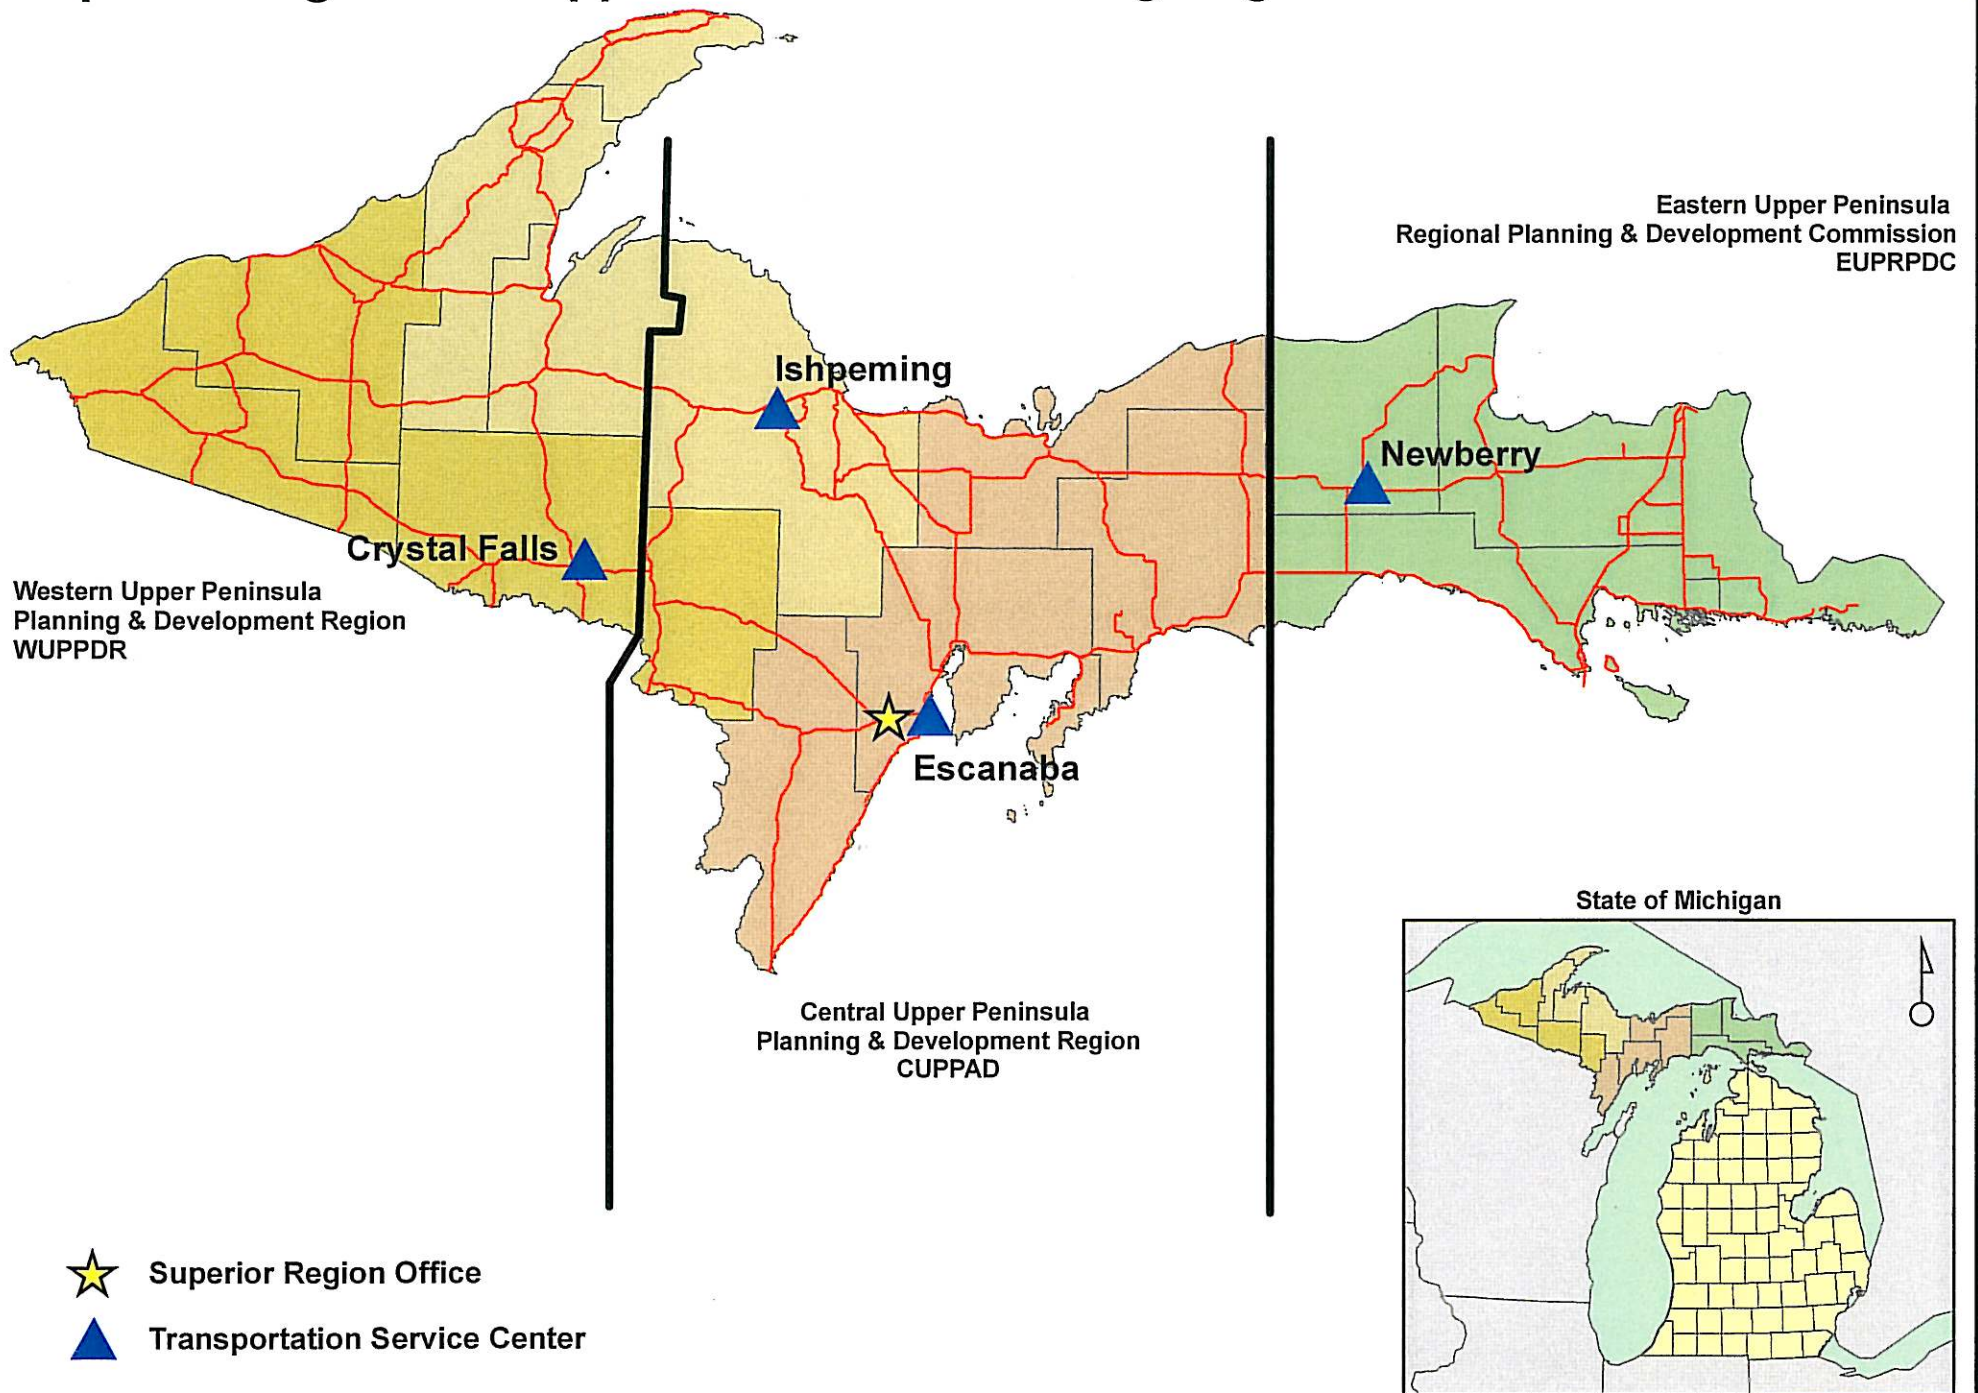 Eastern Upper Peninsula
Regional Planning & Development Commission
EUPRPDC
Ishpeming
Newberry
Crystal Falls
Western Upper Peninsula
Planning & Development Region
WUPPDR
Escanaba
State of Michigan
Central Upper Peninsula
Planning & Development Region
CUPPAD
Superior Region Office
Transportation Service Center